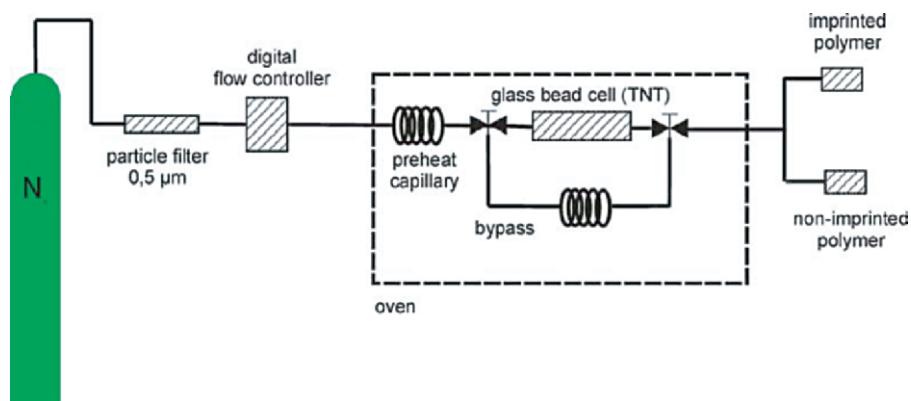 imprinted
polymer
digital
flow controller
glass bead cell (TNT)
particle filter
0,5 µm
preheat
capillary
N
bypass
non-imprinted
polymer
oven